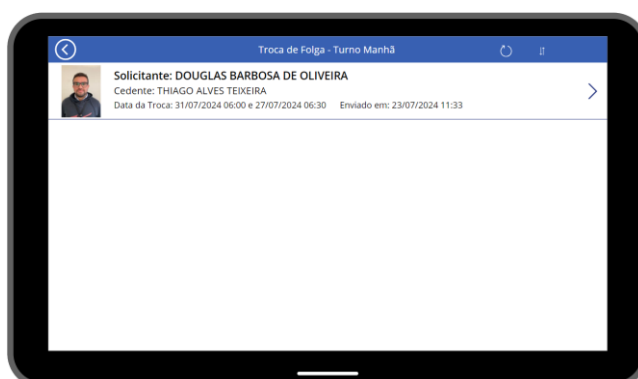 Troca de Folga - Turno Manhã
Solicitante: DOUGLAS BARBOSA DE OLIVEIRA
Cedente: THIAGO ALVES TEIXEIRA
Data da Troca: 31/07/2024 06:00 e 27/07/2024 06:30 Enviado em: 23/07/2024 11:33